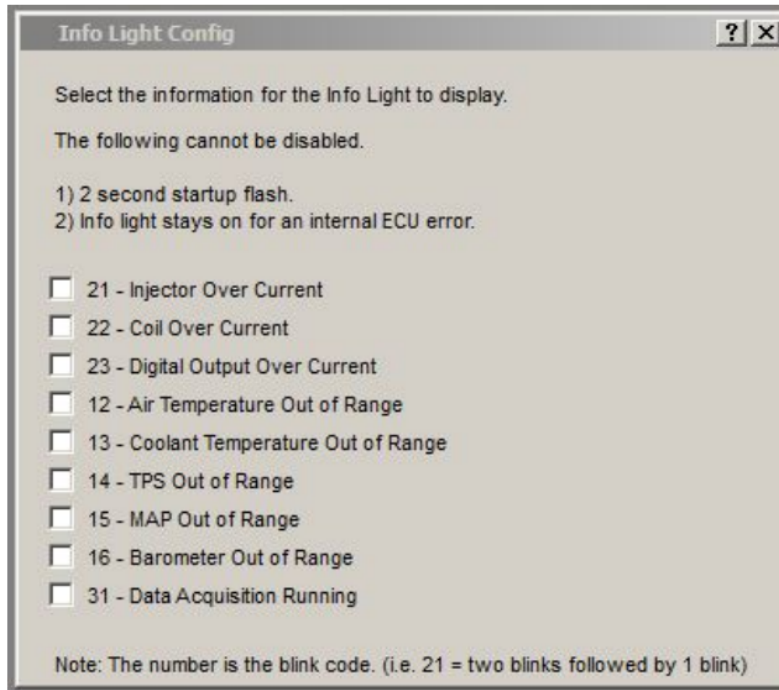 Info Light Config
Select the information for the Info Light to display.
The following cannot be disabled.
1) 2 second startup flash.
2) Info light stays on for an internal ECU error.
21 - Injector Over Current
22 - Coil Over Current
23 - Digital Output Over Current
12 - Air Temperature Out of Range
13 - Coolant Temperature Out of Range
14 - TPS Out of Range
15 - MAP Out of Range
16 - Barometer Out of Range
31 - Data Acquisition Running
Note: The number is the blink code. (i.e. 21 = two blinks followed by 1 blink)